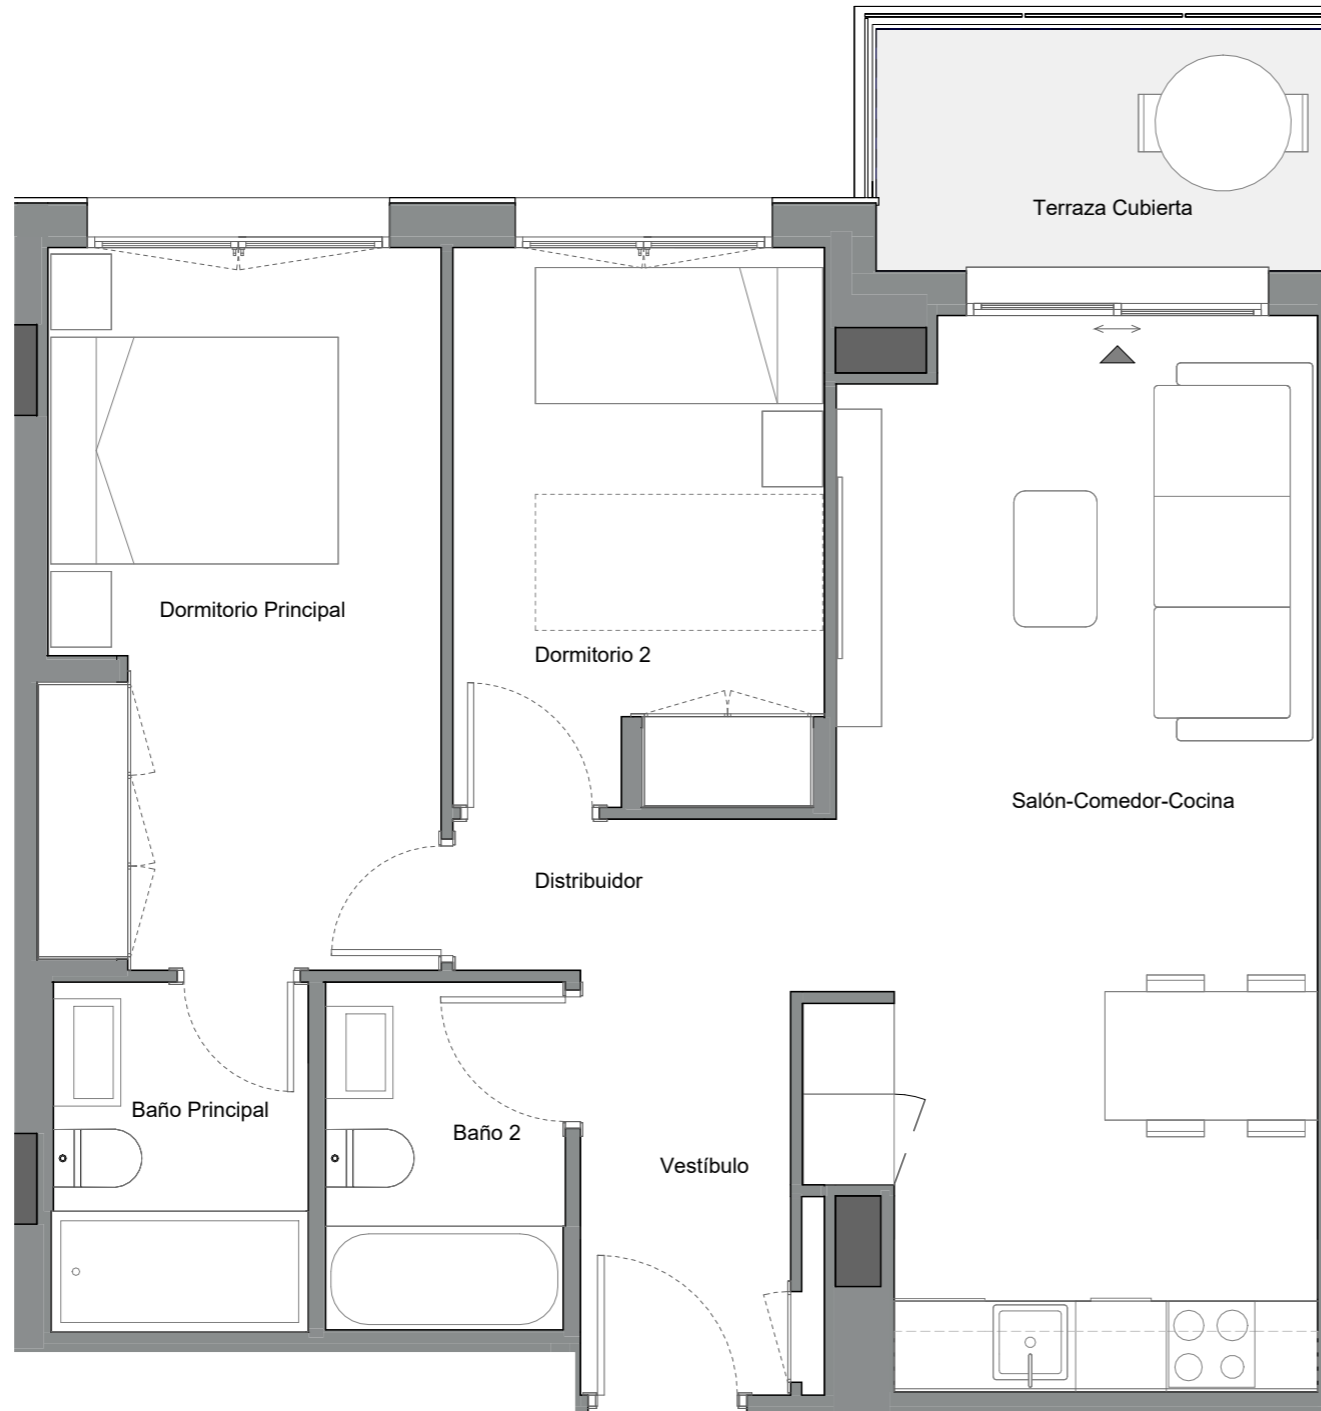 Terraza Cubierta
Dormitorio Principal
Dormitorio 2
Salón-Comedor-Cocina
Distribuidor
Baño Principal
Baño 2
Vestíbulo